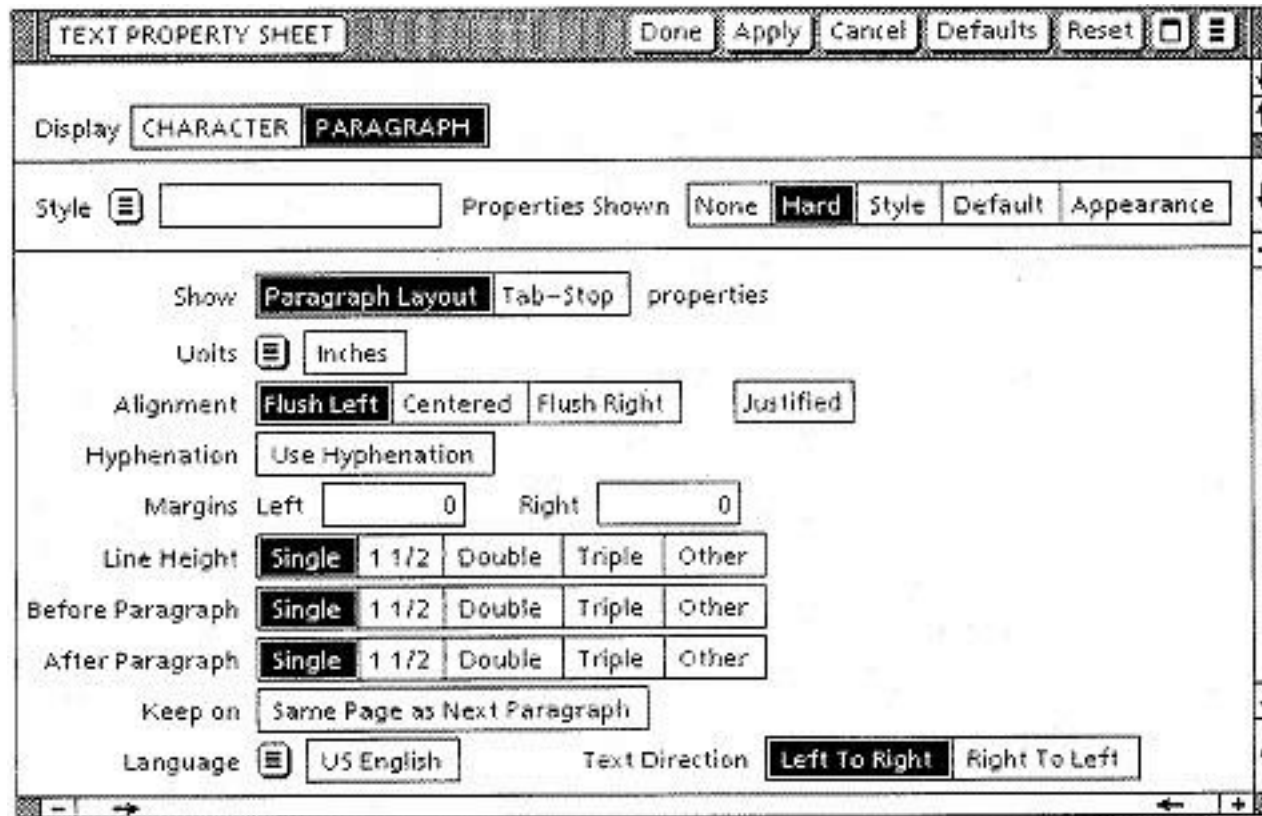 TEXT PROPERTY SHEET Done Apply Cancel Defaults Reset
Display CHARACTER PARAGRAPH
Style Properties Shown None Hard Style Default Appearance
Show Paragraph Layout Tab-Stop properties
Units Inches
Alignment Flush Left Centered Flush Right Justified
Hyphenation Use Hyphenation
Margins Left 0 Right 0
Line Height Single 1 1/2 Double Triple Other
Before Paragraph Single 1 1/2 Double Triple Other
After Paragraph Single 1 1/2 Double Triple Other
Keep on Same Page as Next Paragraph
Language US English Text Direction Left To Right Right To Left